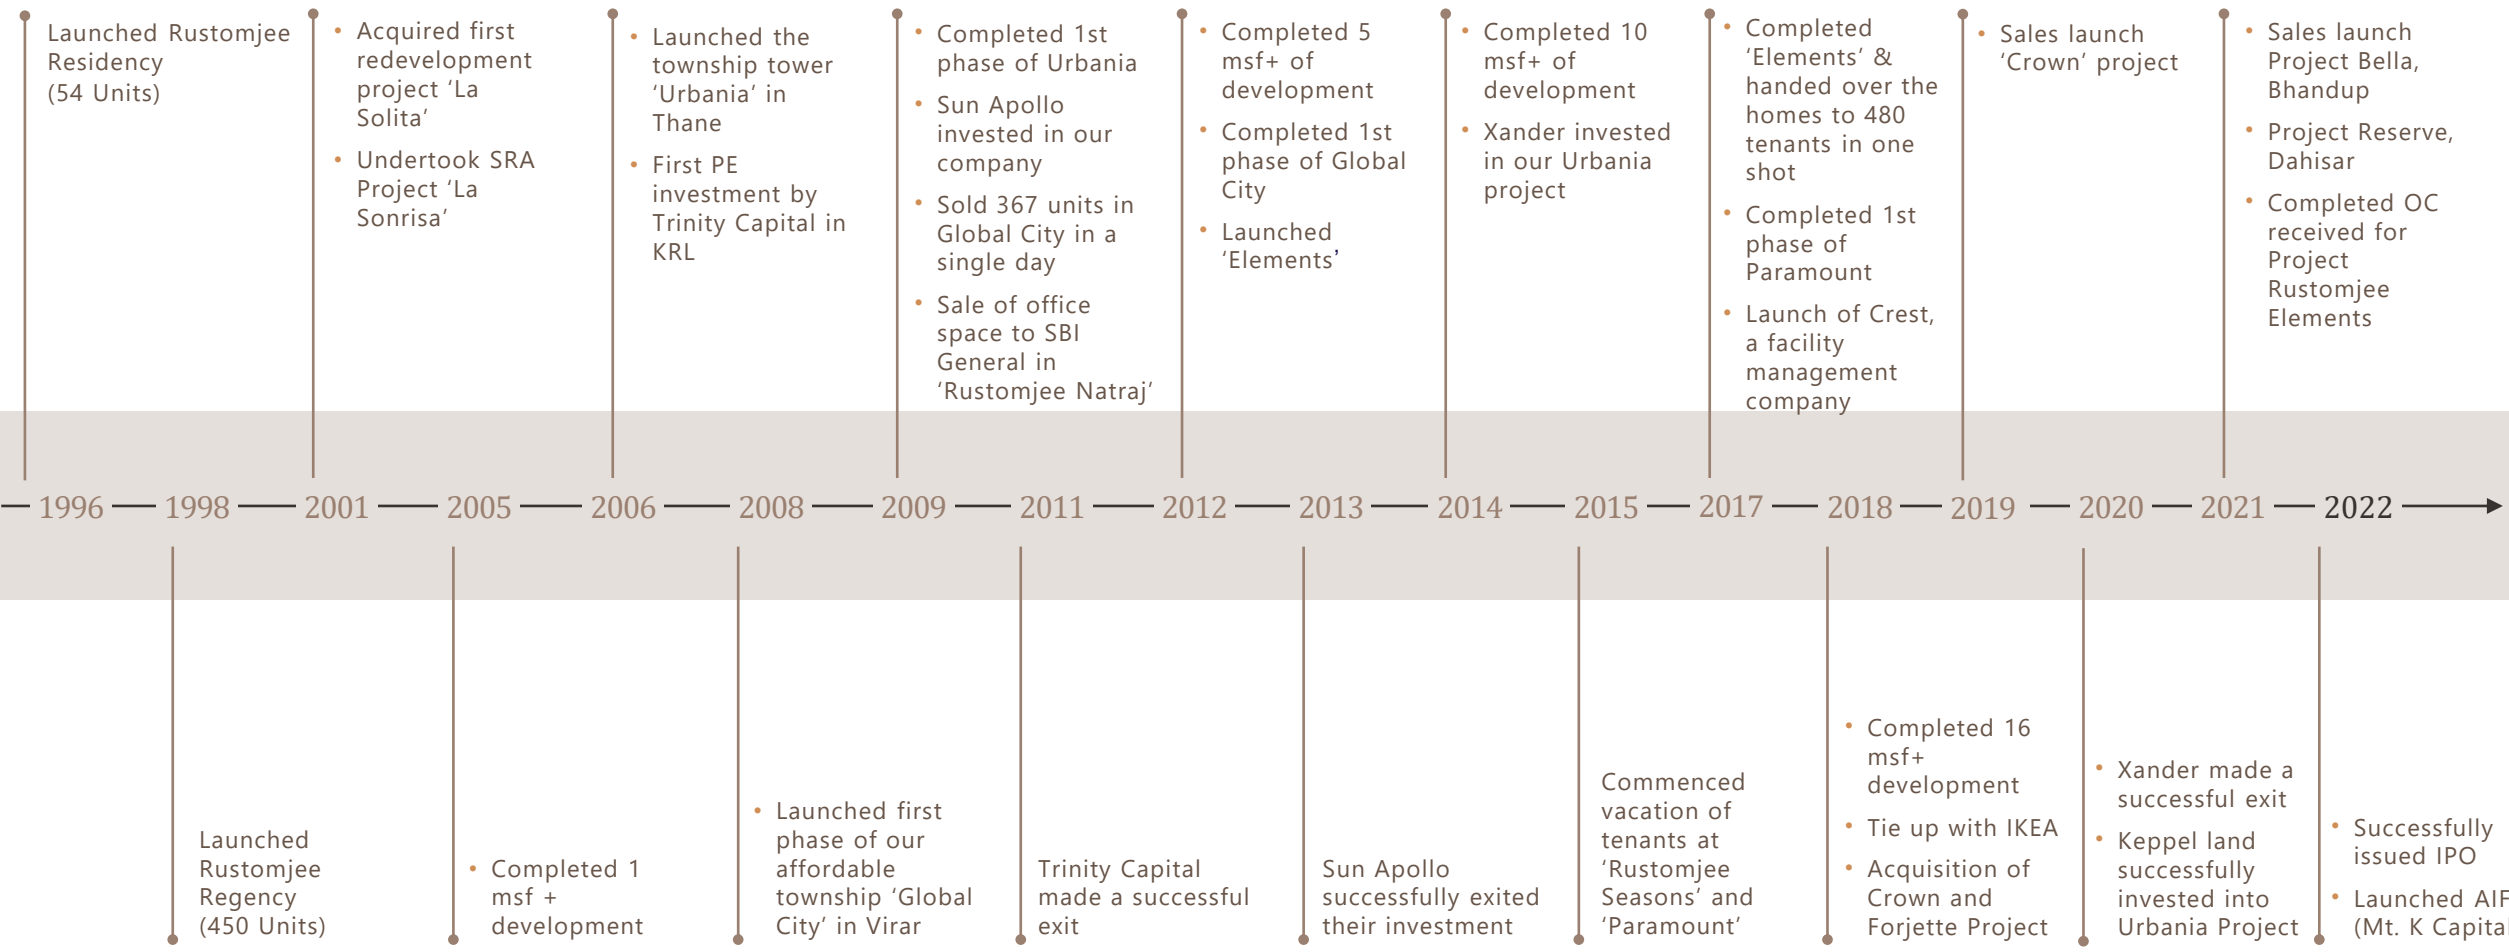 Launched Rustomjee
Residency
(54 Units)
• Acquired first
redevelopment
project ‘La
Solita’
• Undertook SRA
Project ‘La
Sonrisa’
• Launched the
township tower
‘Urbania’ in
Thane
• First PE
investment by
Trinity Capital in
KRL
• Completed 1st
phase of Urbania
• Sun Apollo
invested in our
company
• Sold 367 units in
Global City in a
single day
• Sale of office
space to SBI
General in
‘Rustomjee Natraj’
• Completed 5
msf+ of
development
• Completed 1st
phase of Global
City
• Launched
‘Elements’
• Completed 10
msf+ of
development
• Xander invested
in our Urbania
project
• Completed
‘Elements’ &
handed over the
homes to 480
tenants in one
shot
• Completed 1st
phase of
Paramount
• Launch of Crest,
a facility
management
company
• Sales launch
‘Crown’ project
• Sales launch
Project Bella,
Bhandup
• Project Reserve,
Dahisar
• Completed OC
received for
Project
Rustomjee
Elements
1996 1998 2001 2005 2006 2008 2009 2011 2012 2013 2014 2015 2017 2018 2019 2020 2021 2022
Launched
Rustomjee
Regency
(450 Units)
• Completed 1
msf +
development
• Launched first
phase of our
affordable
township ‘Global
City’ in Virar
Trinity Capital
made a successful
exit
Sun Apollo
successfully exited
their investment
Commenced
vacation of
tenants at
‘Rustomjee
Seasons’ and
‘Paramount’
• Completed 16
msf+
development
• Tie up with IKEA
• Acquisition of
Crown and
Forjette Project
• Xander made a
successful exit
• Keppel land
successfully
invested into
Urbania Project
• Successfully
issued IPO
• Launched AIF
(Mt. K Capita